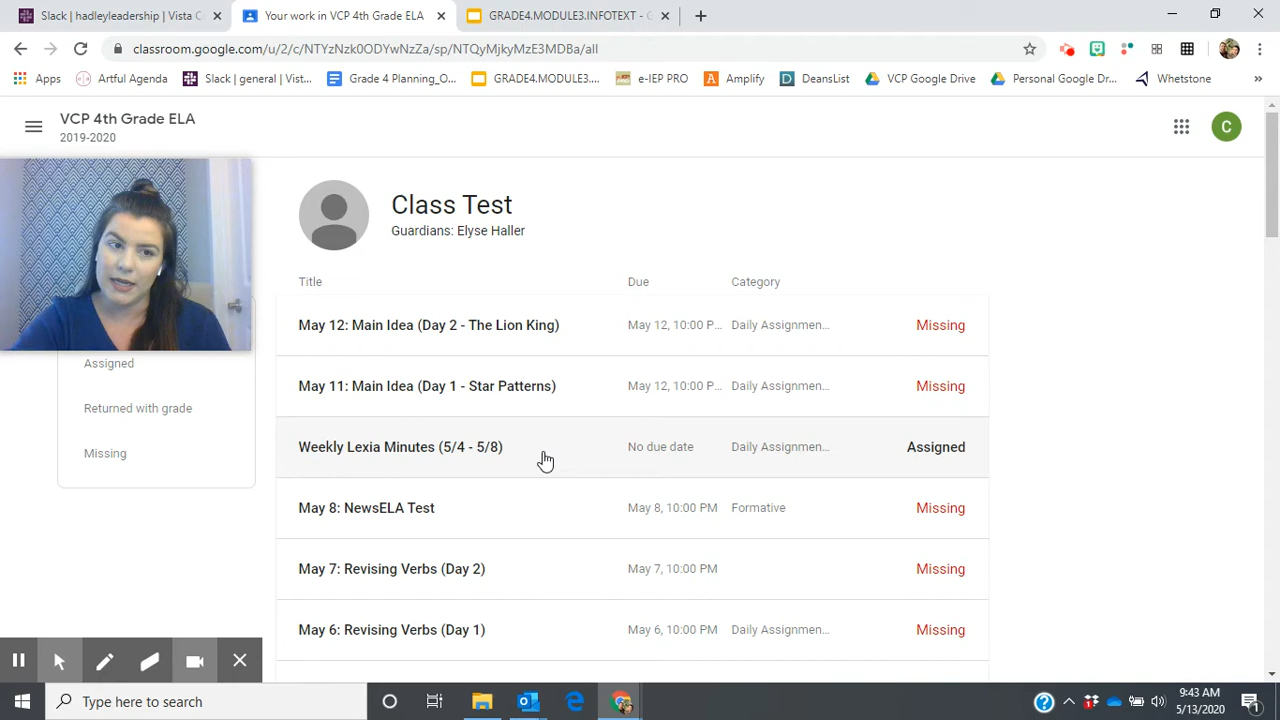 Slack | hadleyleadership | Vista C
Your work in VCP 4th Grade ELA
GRADE4.MODULE3.INFOTEXT - G
classroom.google.com/u/2/c/NTYzNzk0ODYwNzZa/sp/NTQyMjkyMzE3MDBa/all
Apps
Artful Agenda
Slack | general | Vist...
Grade 4 Planning_O...
GRADE4.MODULE3....
e-IEP PRO
Amplify
DeansList
VCP Google Drive
Personal Google Dr...
Whetstone
»
VCP 4th Grade ELA
2019-2020
C
Class Test
Guardians: Elyse Haller
Title Due Category
May 12: Main Idea (Day 2 - The Lion King) May 12, 10:00 P... Daily Assignmen... Missing
Assigned
May 11: Main Idea (Day 1 - Star Patterns) May 12, 10:00 P... Daily Assignmen... Missing
Returned with grade
Weekly Lexia Minutes (5/4 - 5/8) No due date Daily Assignmen... Assigned
Missing
May 8: NewsELA Test May 8, 10:00 PM Formative Missing
May 7: Revising Verbs (Day 2) May 7, 10:00 PM Missing
May 6: Revising Verbs (Day 1) May 6, 10:00 PM Daily Assignmen... Missing
Type here to search
9:43 AM
5/13/2020
1